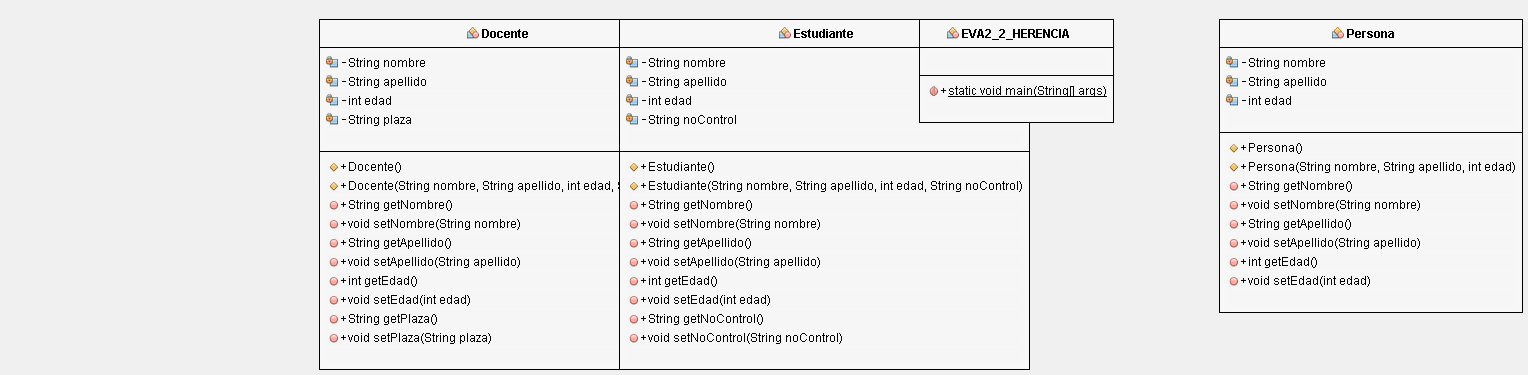 Docente
- String nombre
- String apellido
- int edad
- String plaza
+ Docente()
+ Docente(String nombre, String apellido, int edad,
+ String getNombre()
+ void setNombre(String nombre)
+ String getApellido()
+ void setApellido(String apellido)
+ int getEdad()
+ void setEdad(int edad)
+ String getPlaza()
+ void setPlaza(String plaza)
Estudiante
- String nombre
- String apellido
- int edad
- String noControl
+ Estudiante()
+ Estudiante(String nombre, String apellido, int edad, String noControl)
+ String getNombre()
+ void setNombre(String nombre)
+ String getApellido()
+ void setApellido(String apellido)
+ int getEdad()
+ void setEdad(int edad)
+ String getNoControl()
+ void setNoControl(String noControl)
EVA2_2_HERENCIA
+ static void main(String[] args)
Persona
- String nombre
- String apellido
- int edad
+ Persona()
+ Persona(String nombre, String apellido, int edad)
+ String getNombre()
+ void setNombre(String nombre)
+ String getApellido()
+ void setApellido(String apellido)
+ int getEdad()
+ void setEdad(int edad)